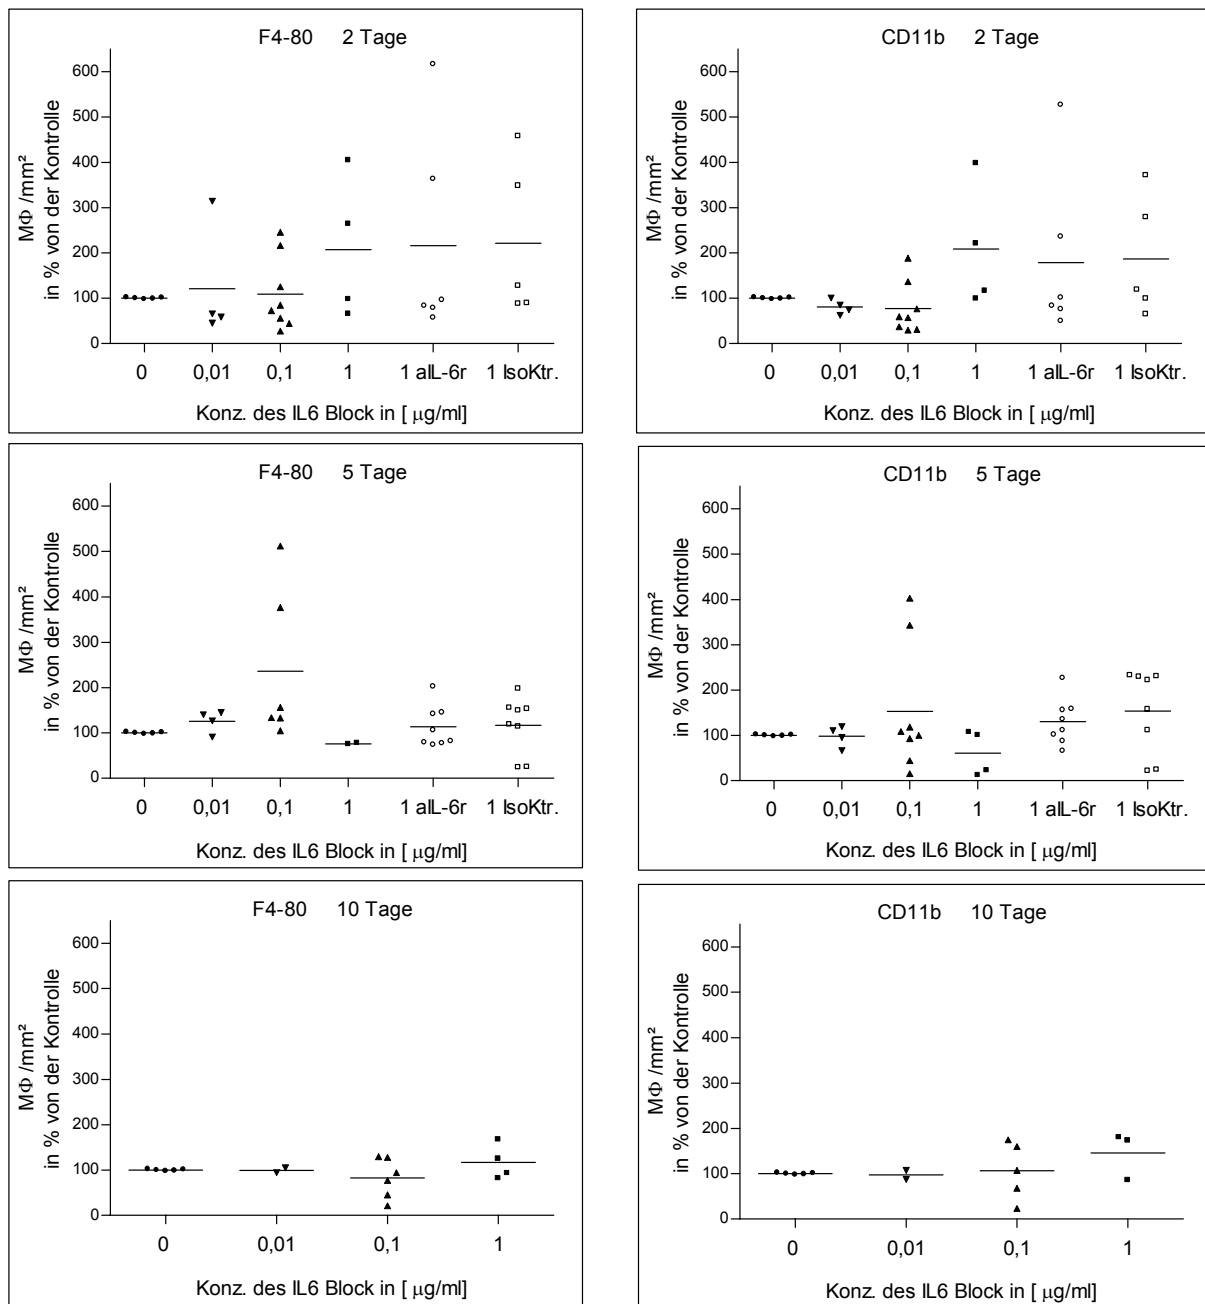 F4-80 2 Tage
MΦ /mm²
in % von der Kontrolle
600
500
400
300
200
100
0
0 0,01 0,1 1 1 aIL-6r 1 IsoKtr.
Konz. des IL6 Block in [ µg/ml]
CD11b 2 Tage
MΦ /mm²
in % von der Kontrolle
600
500
400
300
200
100
0
0 0,01 0,1 1 1 aIL-6r 1 IsoKtr.
Konz. des IL6 Block in [ µg/ml]
F4-80 5 Tage
MΦ /mm²
in % von der Kontrolle
600
500
400
300
200
100
0
0 0,01 0,1 1 1 aIL-6r 1 IsoKtr.
Konz. des IL6 Block in [ µg/ml]
CD11b 5 Tage
MΦ /mm²
in % von der Kontrolle
600
500
400
300
200
100
0
0 0,01 0,1 1 1 aIL-6r 1 IsoKtr.
Konz. des IL6 Block in [ µg/ml]
F4-80 10 Tage
MΦ /mm²
in % von der Kontrolle
600
500
400
300
200
100
0
0 0,01 0,1 1
Konz. des IL6 Block in [ µg/ml]
CD11b 10 Tage
MΦ /mm²
in % von der Kontrolle
600
500
400
300
200
100
0
0 0,01 0,1 1
Konz. des IL6 Block in [ µg/ml]